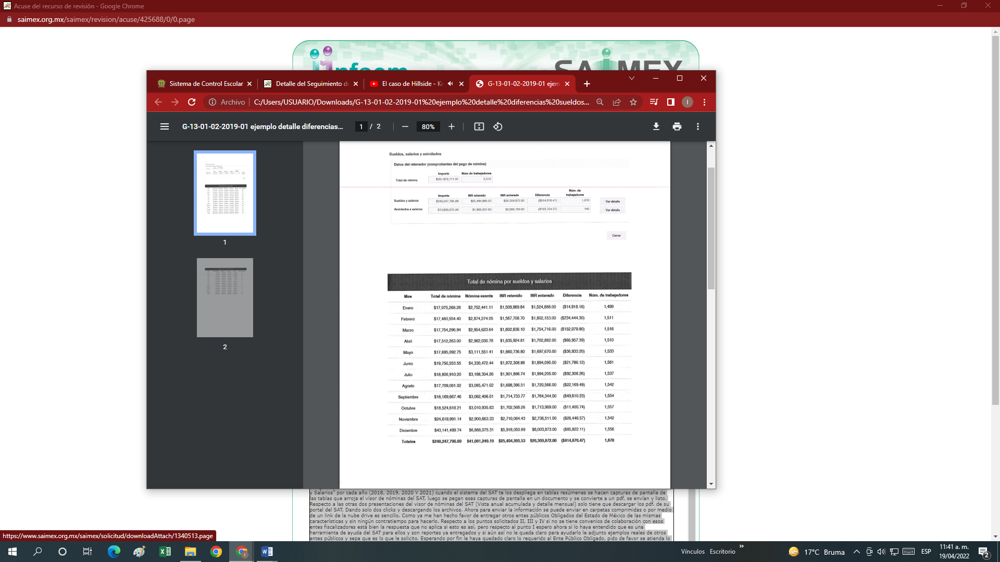 Acuse del recurso de revisión - Google Chrome
saimex.org.mx/saimex/revision/acuse/425688/0/0.page
SAIMEX
Sistema de Control Escolar
Detalle del Seguimiento de
El caso de Hillside - Ke
G-13-01-02-2019-01 ejem
Archivo
C:/Users/USUARIO/Downloads/G-13-01-02-2019-01%20ejemplo%20detalle%20diferencias%20sueldos...
G-13-01-02-2019-01 ejemplo detalle diferencias...
1 / 2
80%
1
2
Sueldos, salarios y asimilados
Datos del retenedor (comprobantes del pago de nómina)
Importe Núm de trabajadores
Total de nómina $261,876,771.97 2,018
Importe ISR retenido ISR enterado Diferencia Núm. de trabajadores
Sueldos y salarios $248,247,796.69 $25,494,995.53 $26,309,872.00 ($814,876.47) 1,878 Ver detalle
Asimilados a salarios $13,628,975.28 $1,905,001.63 ($193,704.37) 140 Ver detalle
Cerrar
Total de nómina por sueldos y salarios
Mes Total de nómina Nómina exenta ISR retenido ISR enterado Diferencia Núm. de trabajadores
Enero $17,075,268.28 $2,752,441.11 $1,509,969.84 $1,524,888.00 ($14,918.16) 1,499
Febrero $17,480,554.40 $2,874,274.05 $1,567,708.70 $1,802,153.00 ($234,444.30) 1,511
Marzo $17,754,296.94 $2,954,623.64 $1,602,636.10 $1,754,716.00 ($152,079.90) 1,516
Abril $17,512,263.00 $2,962,030.78 $1,635,924.61 $1,702,882.00 ($66,957.39) 1,510
Mayo $17,695,092.75 $3,111,551.41 $1,660,736.80 $1,697,670.00 ($36,933.20) 1,533
Junio $19,756,553.55 $4,330,472.44 $1,872,308.88 $1,894,095.00 ($21,786.12) 1,561
Julio $18,808,910.20 $3,168,304.26 $1,901,896.74 $1,994,205.00 ($92,308.26) 1,537
Agosto $17,709,081.02 $3,085,471.02 $1,698,396.51 $1,720,566.00 ($22,169.49) 1,542
Septiembre $18,169,667.46 $3,062,406.01 $1,714,733.77 $1,764,344.00 ($49,610.23) 1,554
Octubre $18,524,618.21 $3,010,935.83 $1,702,568.26 $1,713,969.00 ($11,400.74) 1,557
Noviembre $24,619,991.14 $2,900,663.33 $2,710,064.43 $2,736,511.00 ($26,446.57) 1,542
Diciembre $43,141,499.74 $6,868,075.31 $5,918,050.89 $6,003,873.00 ($85,822.11) 1,556
Totales $248,247,796.69 $41,081,249.19 $25,494,995.53 $26,309,872.00 ($814,876.47) 1,878
y Salarios" por cada año (2018, 2019, 2020 Y 2021) cuando el sistema del SAT te los despliega en tablas resúmenes se hacen capturas de pantalla de
las tablas que arroja el visor de nóminas del SAT, luego se pegan esas capturas de pantalla en un documento y se convierte a un pdf, se envían y listo.
Respecto a las otras dos presentaciones del visor de nóminas del SAT (Vista anual acumulada y detalle mensual) solo tiene que descargar los pdf. de su
portal del SAT. Dando solo dos clicks y descargando los archivos. Ahora para enviar la información se puede enviar en carpetas comprimidas o por medio
de un link de la nube drive es sencillo. Como ya me han hecho favor de entregar otros entes públicos Obligados del Estado de México de las mismas
características y sin ningún contratiempo para hacerlo. Respecto a los puntos solicitados II, III y IV si no se tiene convenios de colaboración con esos
entes fiscalizadores está bien la respuesta que no aplica si esto es así, pero respecto al punto I espero ahora si lo haya entendido que es una
herramienta de ayuda del SAT para ellos y son reportes ya entregados y si aún así no le queda claro para ayudarlo le adjunto ejemplos reales de otros
entes públicos y sepa que es lo que le solicito. Esperando por fin le haya quedado claro lo requerido al Ente Público Obligado, pido de favor se atienda lo
https://www.saimex.org.mx/saimex/solicitud/downloadAttach/1340513.page
Vínculos Escritorio
17°C Bruma
ESP
11:41 a. m.
19/04/2022
2